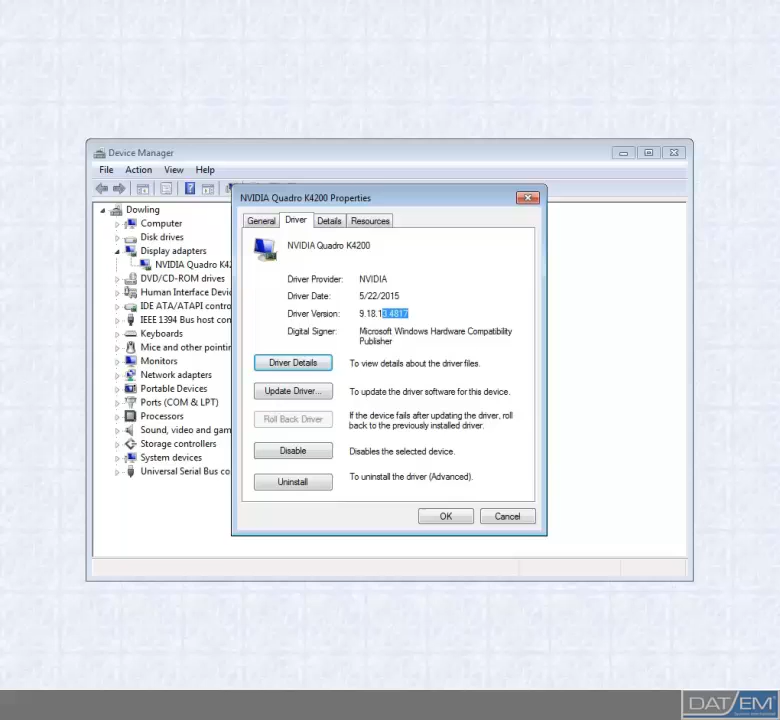 Device Manager
File Action View Help
NVIDIA Quadro K4200 Properties
Dowling
Computer
Disk drives
Display adapters
NVIDIA Quadro K42
DVD/CD-ROM drives
Human Interface Devic
IDE ATA/ATAPI contro
IEEE 1394 Bus host con
Keyboards
Mice and other pointin
Monitors
Network adapters
Portable Devices
Ports (COM & LPT)
Processors
Sound, video and gam
Storage controllers
System devices
Universal Serial Bus co
General Driver Details Resources
NVIDIA Quadro K4200
Driver Provider: NVIDIA
Driver Date: 5/22/2015
Driver Version: 9.18.13.4817
Digital Signer: Microsoft Windows Hardware Compatibility
Publisher
Driver Details To view details about the driver files.
Update Driver... To update the driver software for this device.
Roll Back Driver If the device fails after updating the driver, roll
back to the previously installed driver.
Disable Disables the selected device.
Uninstall To uninstall the driver (Advanced).
OK Cancel
DAT/EM